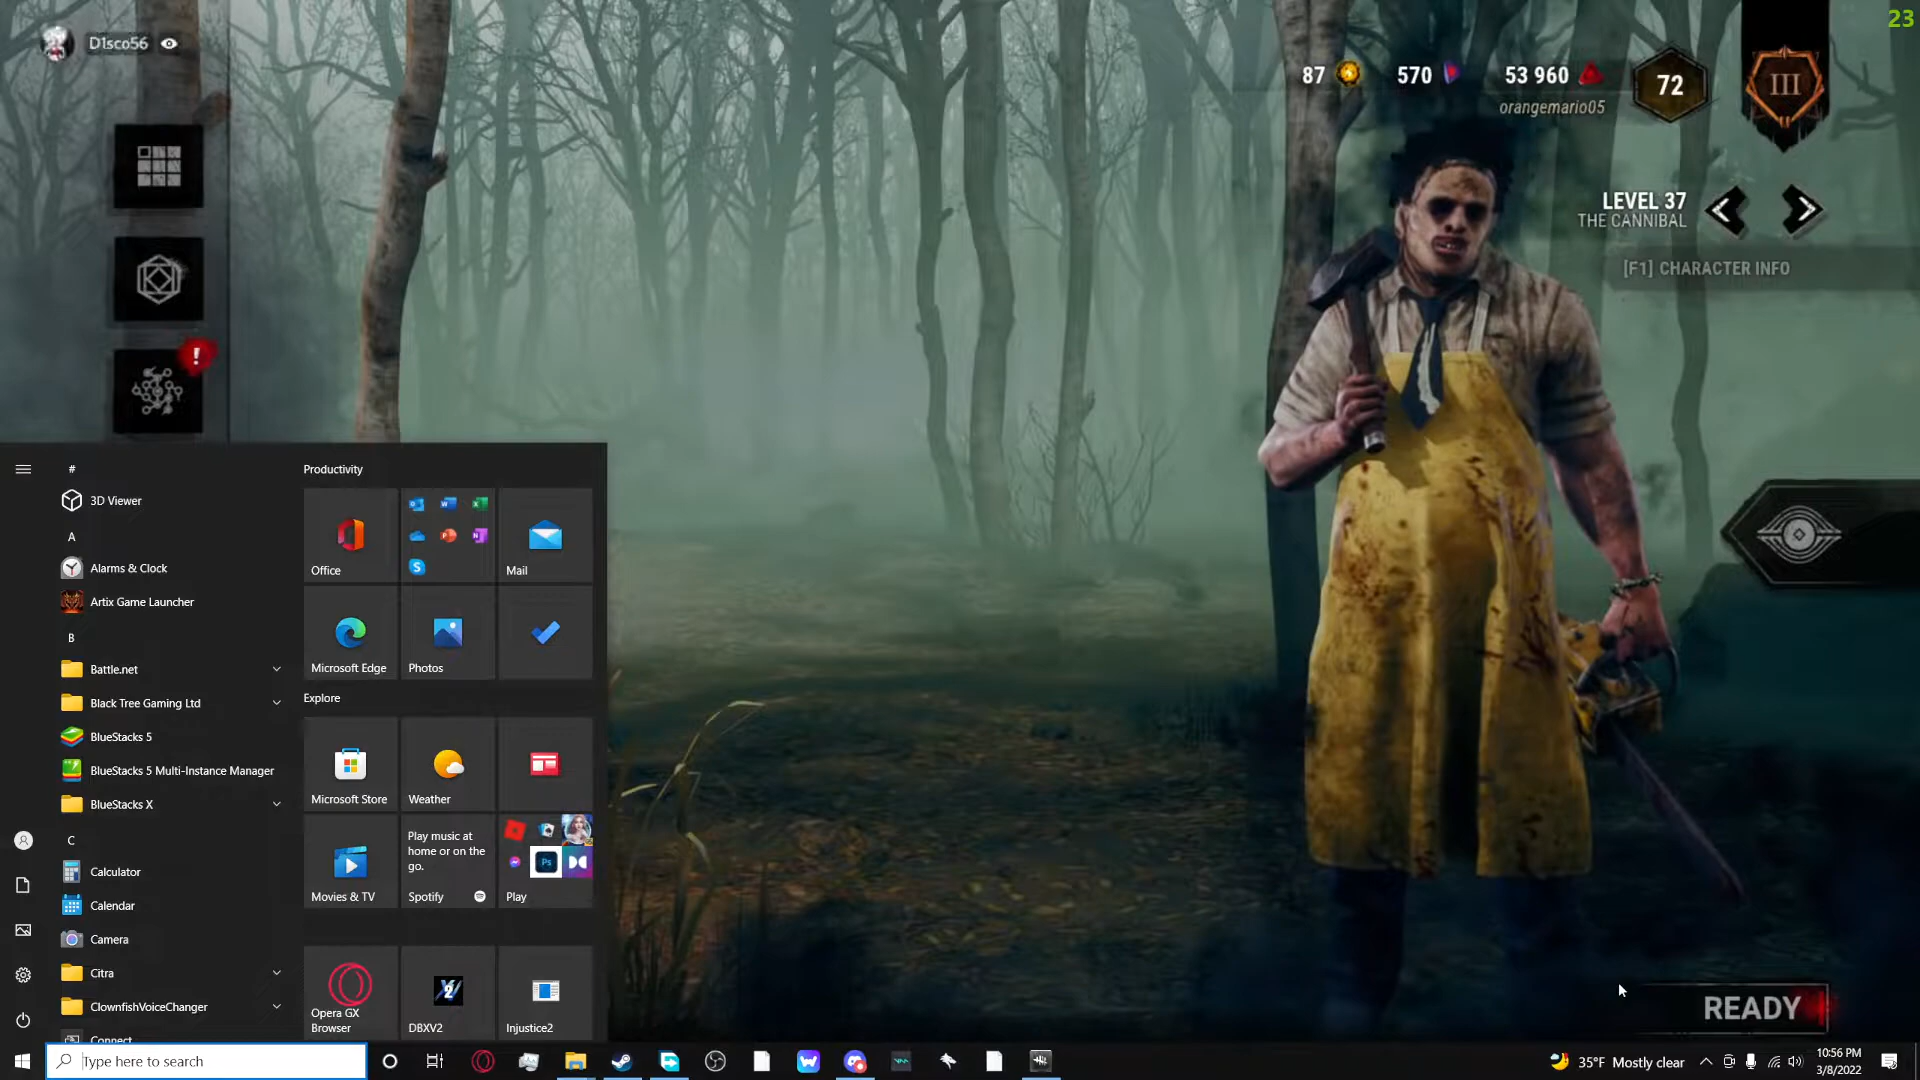 23
D1sco56
87
570
53 960
orangemario05
72
III
LEVEL 37
THE CANNIBAL
[F1] CHARACTER INFO
!
#
3D Viewer
A
Alarms & Clock
Artix Game Launcher
B
Battle.net
Black Tree Gaming Ltd
BlueStacks 5
BlueStacks 5 Multi-Instance Manager
BlueStacks X
C
Calculator
Calendar
Camera
Citra
ClownfishVoiceChanger
Connect
Productivity
Office
Mail
Microsoft Edge
Photos
Explore
Microsoft Store
Weather
Movies & TV
Play music at
home or on the
go.
Spotify
Ps
Play
Opera GX
Browser
DBXV2
Injustice2
READY
Type here to search
35°F Mostly clear
10:56 PM
3/8/2022